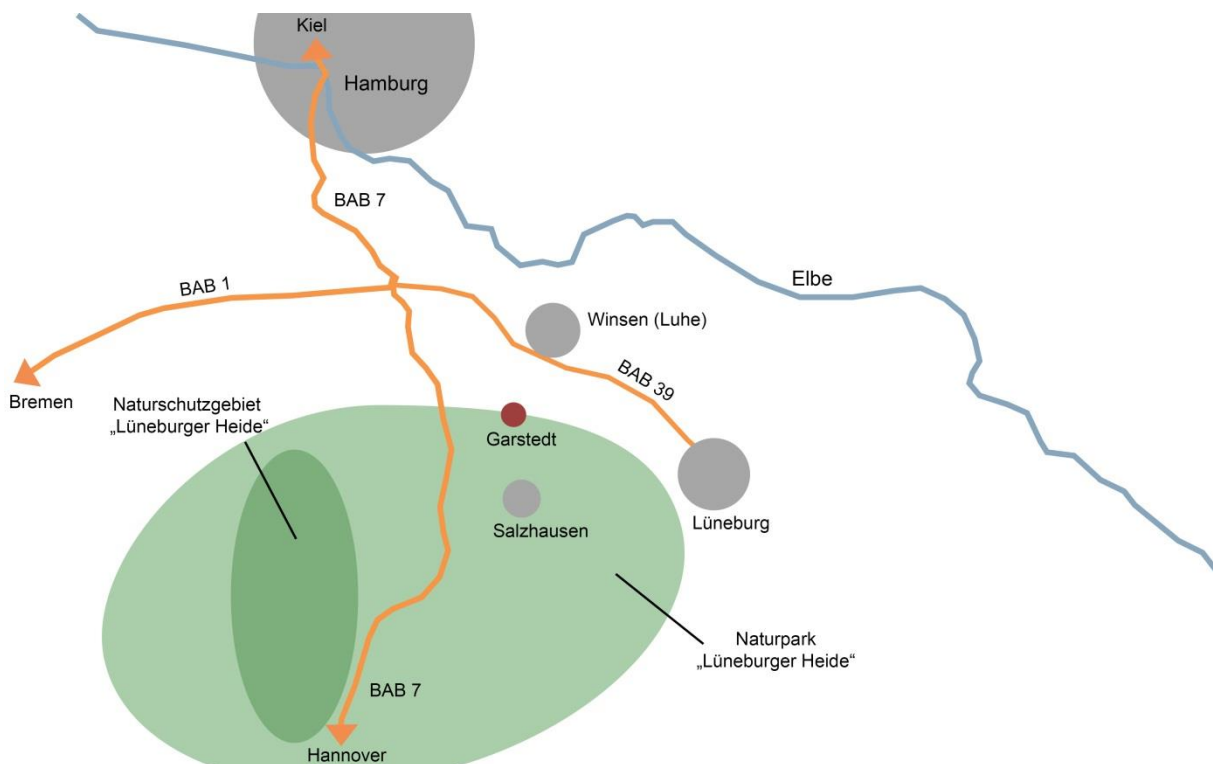 Kiel
Hamburg
BAB 7
BAB 1
Elbe
Winsen (Luhe)
BAB 39
Bremen
Naturschutzgebiet
„Lüneburger Heide“
Garstedt
Salzhausen
Lüneburg
Naturpark
„Lüneburger Heide“
BAB 7
Hannover